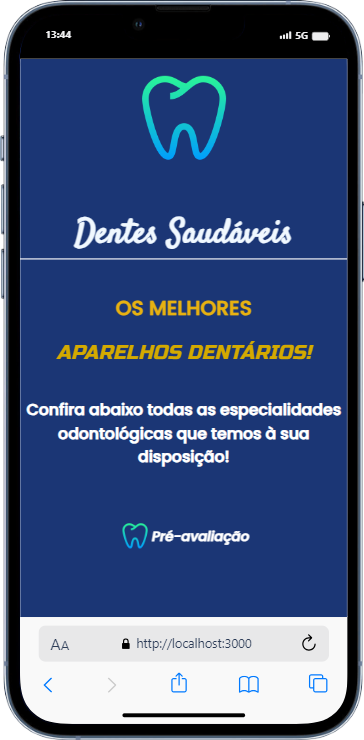 13:44
5G
Dentes Saudáveis
OS MELHORES
APARELHOS DENTÁRIOS!
Confira abaixo todas as especialidades
odontológicas que temos à sua
disposição!
Pré-avaliação
AA
http://localhost:3000